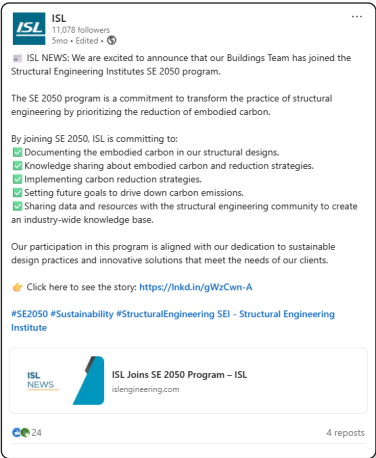 ISL
ISL
11,078 followers
5mo • Edited •
...
ISL NEWS: We are excited to announce that our Buildings Team has joined the
Structural Engineering Institutes SE 2050 program.
The SE 2050 program is a commitment to transform the practice of structural
engineering by prioritizing the reduction of embodied carbon.
By joining SE 2050, ISL is committing to:
✅ Documenting the embodied carbon in our structural designs.
✅ Knowledge sharing about embodied carbon and reduction strategies.
✅ Implementing carbon reduction strategies.
✅ Setting future goals to drive down carbon emissions.
✅ Sharing data and resources with the structural engineering community to create
an industry-wide knowledge base.
Our participation in this program is aligned with our dedication to sustainable
design practices and innovative solutions that meet the needs of our clients.
👉 Click here to see the story: https://lnkd.in/gWzCwn-A
#SE2050 #Sustainability #StructuralEngineering SEI - Structural Engineering
Institute
ISL
NEWS
ISL Joins SE 2050 Program – ISL
islengineering.com
24
4 reposts